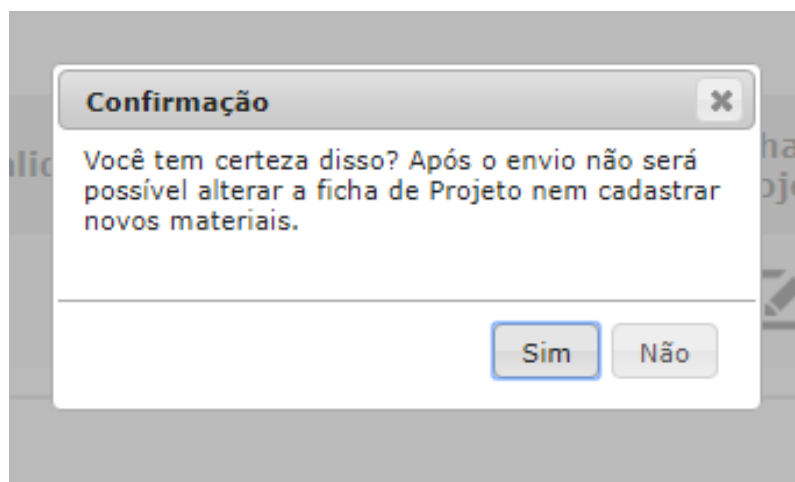 Confirmação
Você tem certeza disso? Após o envio não será
possível alterar a ficha de Projeto nem cadastrar
novos materiais.
Sim Não